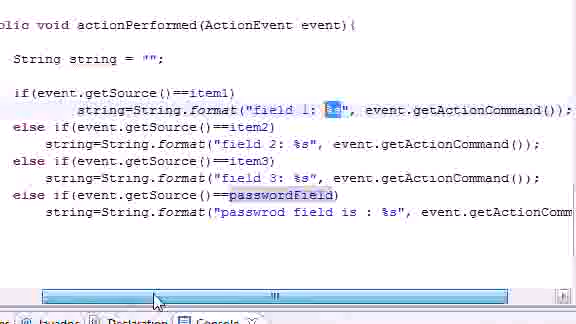 blic void actionPerformed(ActionEvent event){
String string = "";
if(event.getSource()==item1)
string=String.format("field 1: %s", event.getActionCommand());
else if(event.getSource()==item2)
string=String.format("field 2: %s", event.getActionCommand());
else if(event.getSource()==item3)
string=String.format("field 3: %s", event.getActionCommand());
else if(event.getSource()==passwordField)
string=String.format("passwrod field is : %s", event.getActionComm
Javadoc Declaration Console